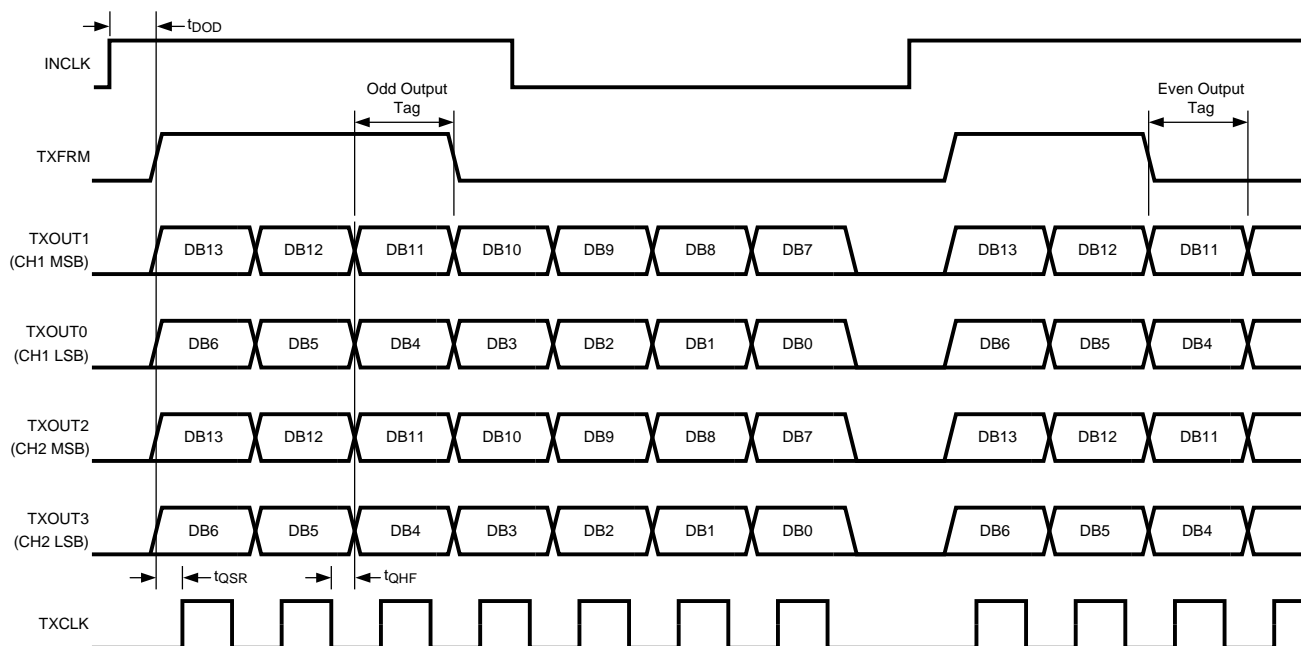 tDOD
INCLK
Odd Output
Tag
Even Output
Tag
TXFRM
TXOUT1
(CH1 MSB)
DB13 DB12 DB11 DB10 DB9 DB8 DB7 DB13 DB12 DB11
TXOUT0
(CH1 LSB)
DB6 DB5 DB4 DB3 DB2 DB1 DB0 DB6 DB5 DB4
TXOUT2
(CH2 MSB)
DB13 DB12 DB11 DB10 DB9 DB8 DB7 DB13 DB12 DB11
TXOUT3
(CH2 LSB)
DB6 DB5 DB4 DB3 DB2 DB1 DB0 DB6 DB5 DB4
tQSR tQHF
TXCLK